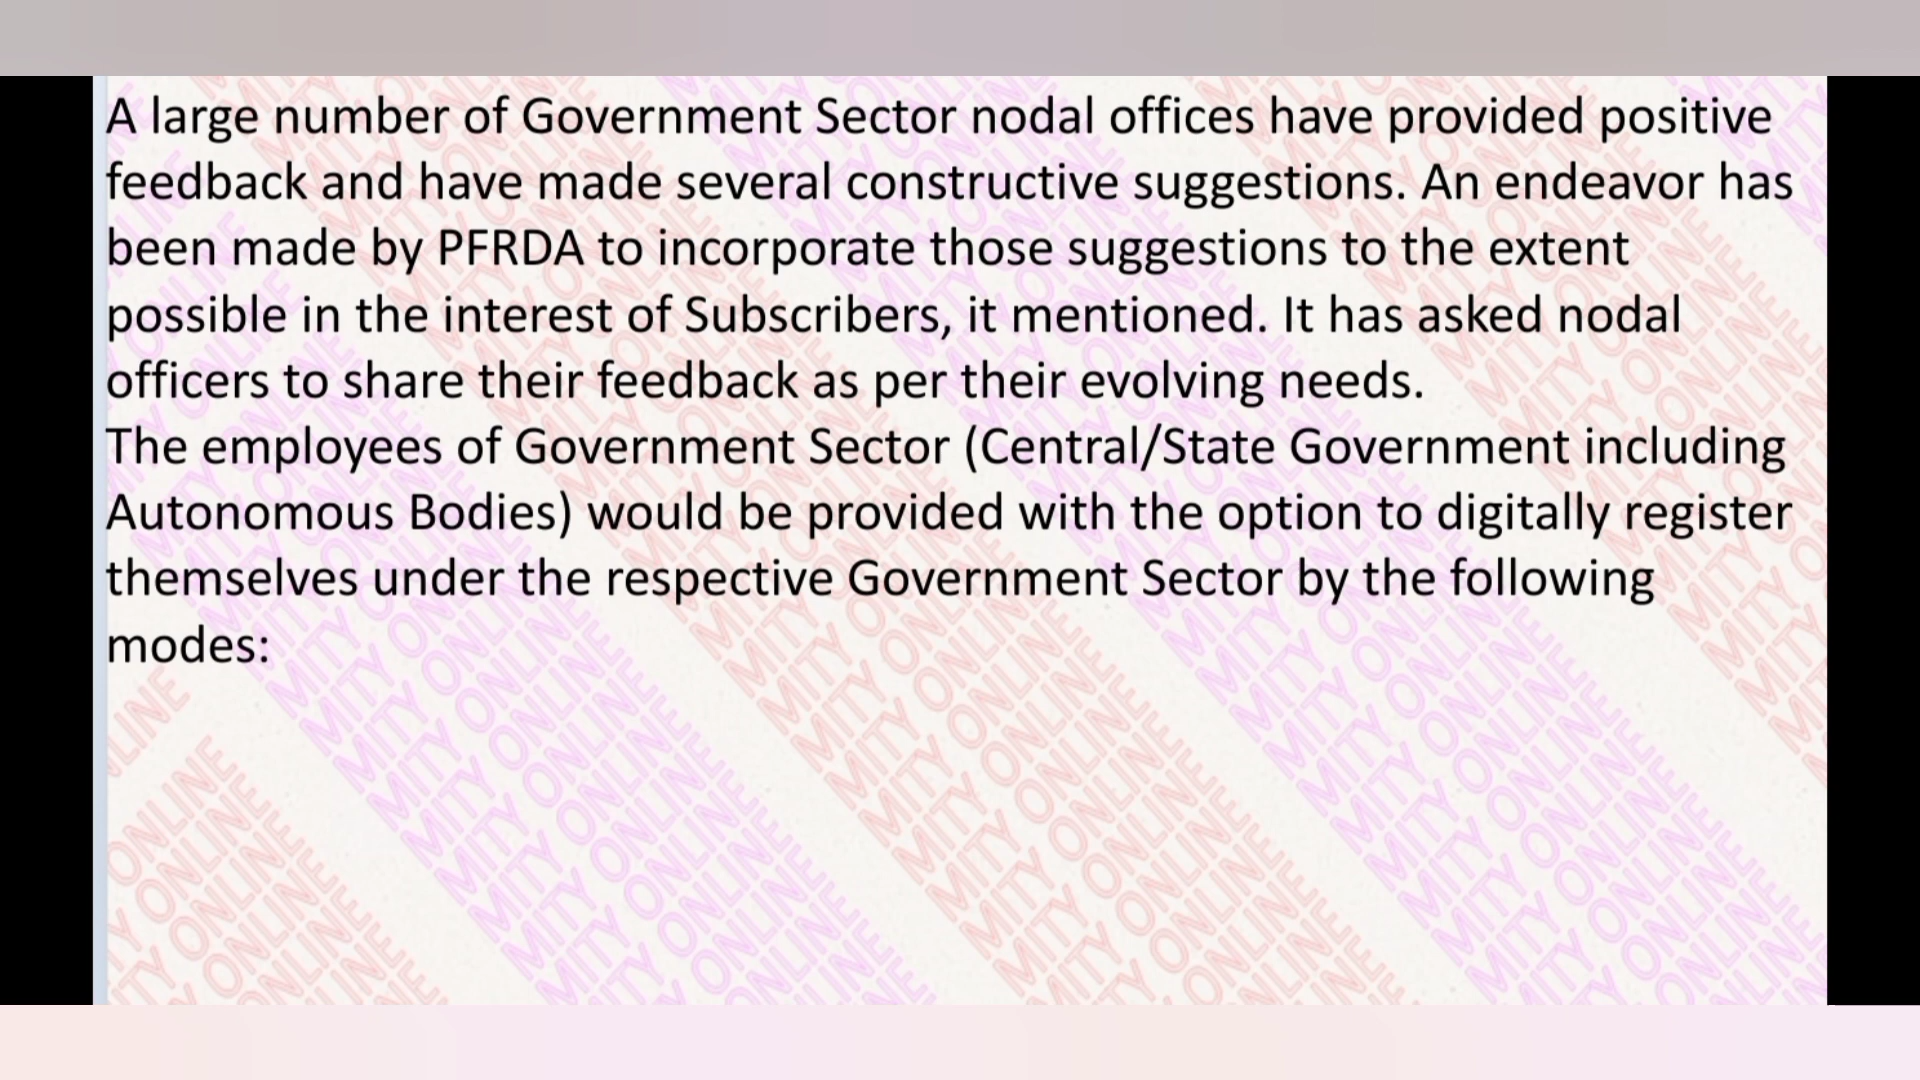 A large number of Government Sector nodal offices have provided positive
feedback and have made several constructive suggestions. An endeavor has
been made by PFRDA to incorporate those suggestions to the extent
possible in the interest of Subscribers, it mentioned. It has asked nodal
officers to share their feedback as per their evolving needs.
The employees of Government Sector (Central/State Government including
Autonomous Bodies) would be provided with the option to digitally register
themselves under the respective Government Sector by the following
modes:
MITY ONLINE